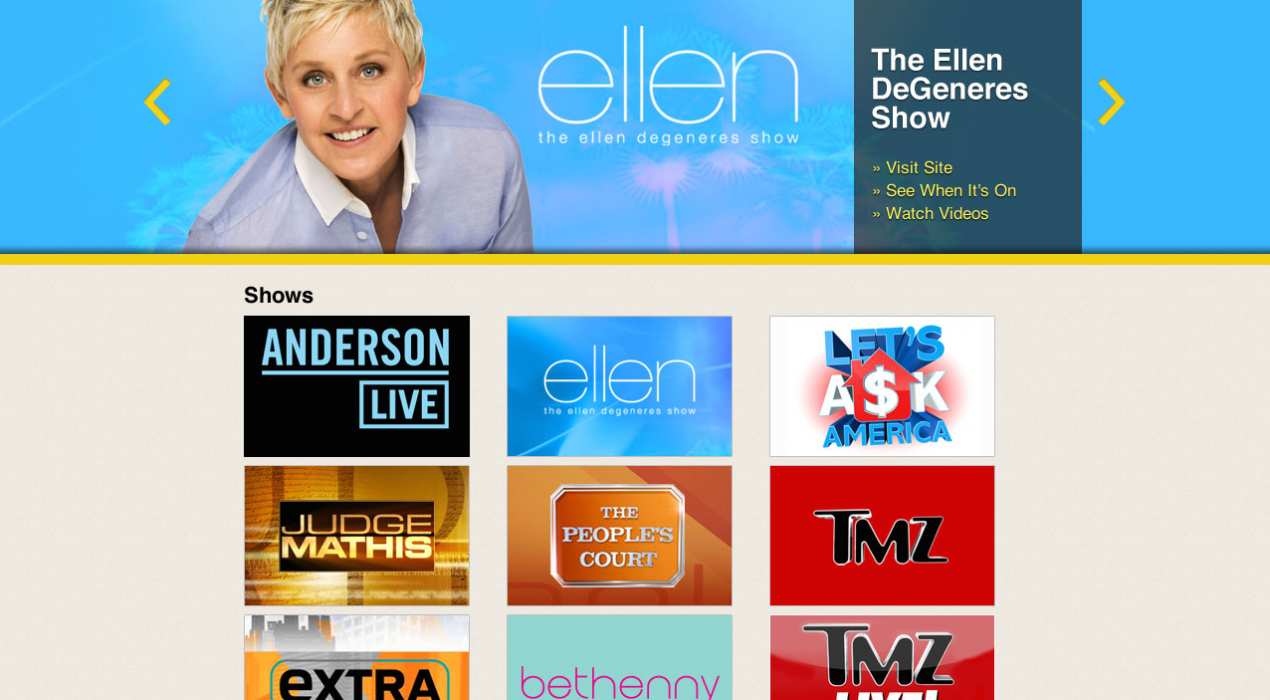 ellen
the ellen degeneres show
The Ellen
DeGeneres
Show
» Visit Site
» See When It's On
» Watch Videos
Shows
ANDERSON
LIVE
ellen
the ellen degeneres show
LET'S
A$K
AMERICA
JUDGE
MATHIS
THE
PEOPLE'S
COURT
TMZ
eXTRA
bethenny
TMZ
LIVE!